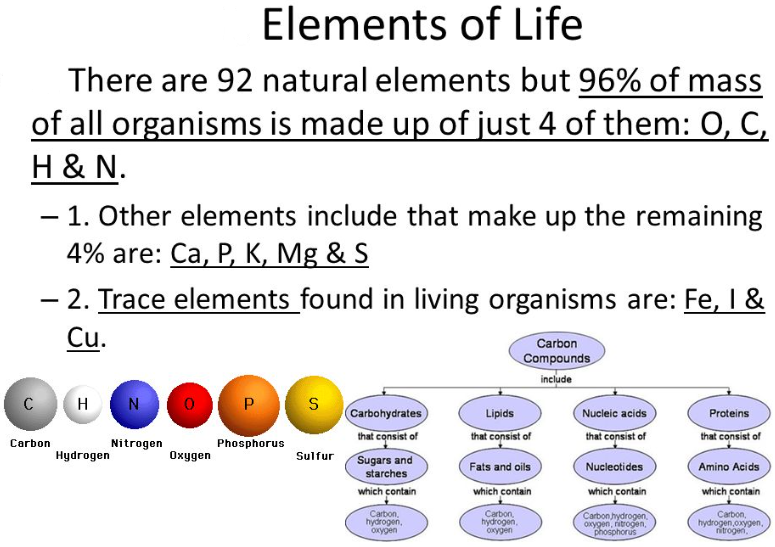 Elements of Life
There are 92 natural elements but 96% of mass
of all organisms is made up of just 4 of them: O, C,
H & N.
– 1. Other elements include that make up the remaining
4% are: Ca, P, K, Mg & S
– 2. Trace elements found in living organisms are: Fe, I &
Cu.
C H N O P S
Carbon
Hydrogen
Nitrogen
Oxygen
Phosphorus
Sulfur
Carbon
Compounds
include
Carbohydrates
that consist of
Sugars and
starches
which contain
Carbon,
hydrogen,
oxygen
Lipids
that consist of
Fats and oils
which contain
Carbon,
hydrogen,
oxygen
Nucleic acids
that consist of
Nucleotides
which contain
Carbon,hydrogen,
oxygen, nitrogen,
phosphorus
Proteins
that consist of
Amino Acids
which contain
Carbon,
hydrogen,oxygen,
nitrogen,